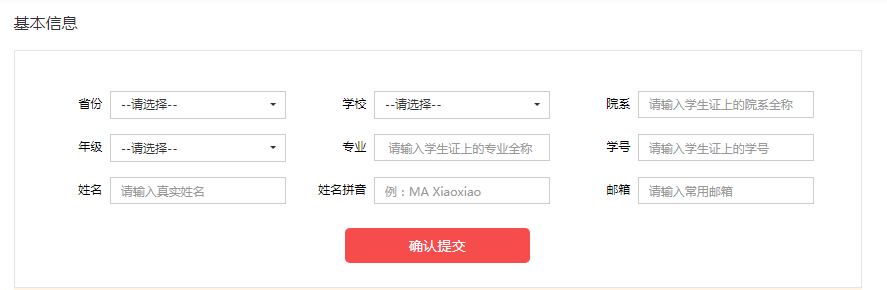 基本信息
省份 --请选择-- 学校 --请选择-- 院系 请输入学生证上的院系全称
年级 --请选择-- 专业 请输入学生证上的专业全称 学号 请输入学生证上的学号
姓名 请输入真实姓名 姓名拼音 例：MA Xiaoxiao 邮箱 请输入常用邮箱
确认提交